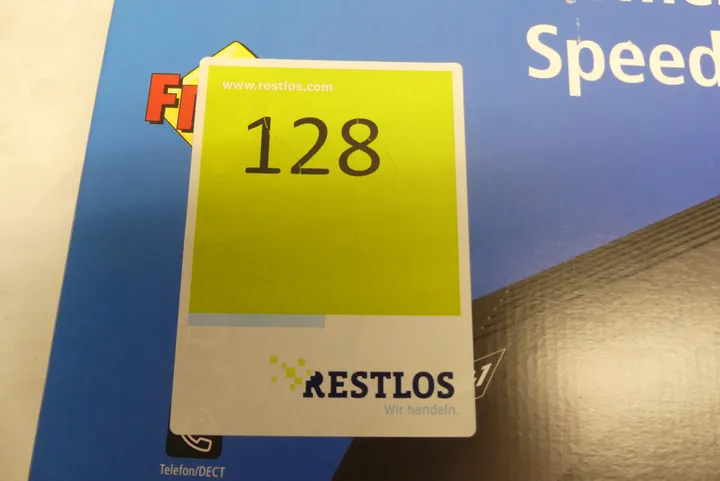 Speed
www.restlos.com
128
RESTLOS
Wir handeln.
Telefon/DECT